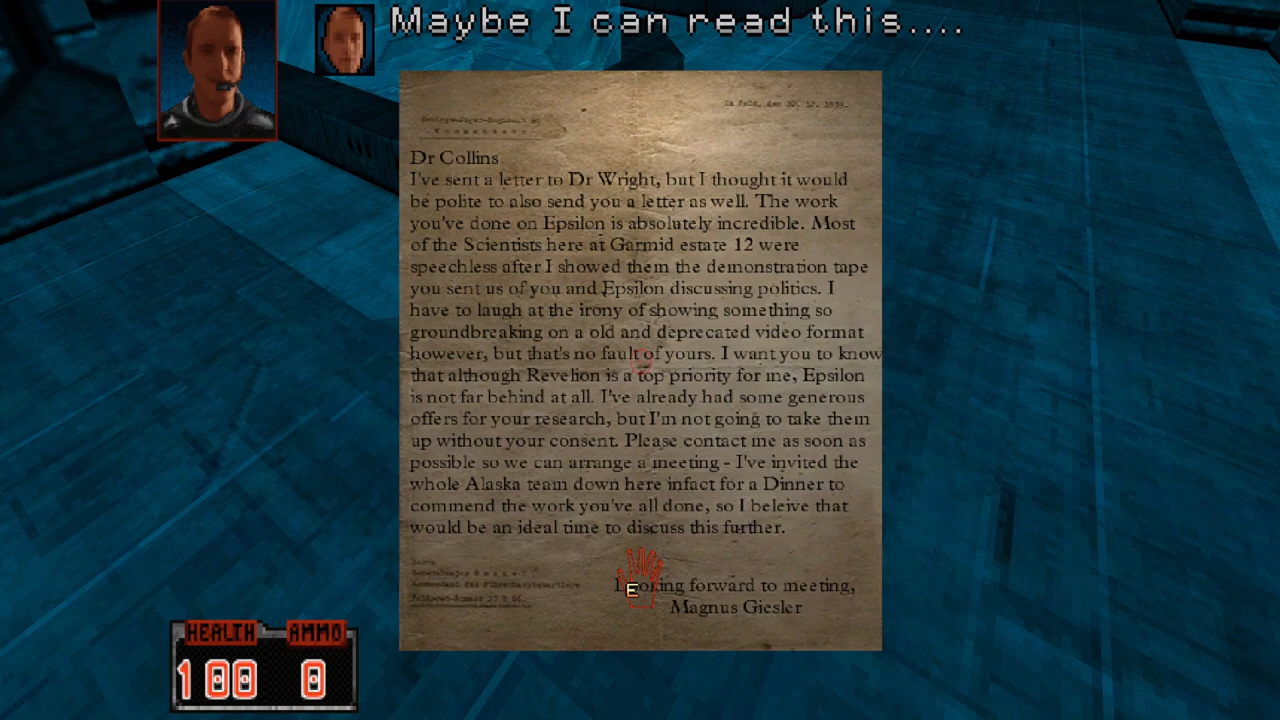 Maybe I can read this....
Dr Collins
I've sent a letter to Dr Wright, but I thought it would
be polite to also send you a letter as well. The work
you've done on Epsilon is absolutely incredible. Most
of the Scientists here at Garmid estate 12 were
speechless after I showed them the demonstration tape
you sent us of you and Epsilon discussing politics. I
have to laugh at the irony of showing something so
groundbreaking on a old and deprecated video format
however, but that's no fault of yours. I want you to know
that although Revelion is a top priority for me, Epsilon
is not far behind at all. I've already had some generous
offers for your research, but I'm not going to take them
up without your consent. Please contact me as soon as
possible so we can arrange a meeting - I've invited the
whole Alaska team down here infact for a Dinner to
commend the work you've all done, so I beleive that
would be an ideal time to discuss this further.
Looking forward to meeting,
E
Magnus Giesler
HEALTH AMMO
100 0